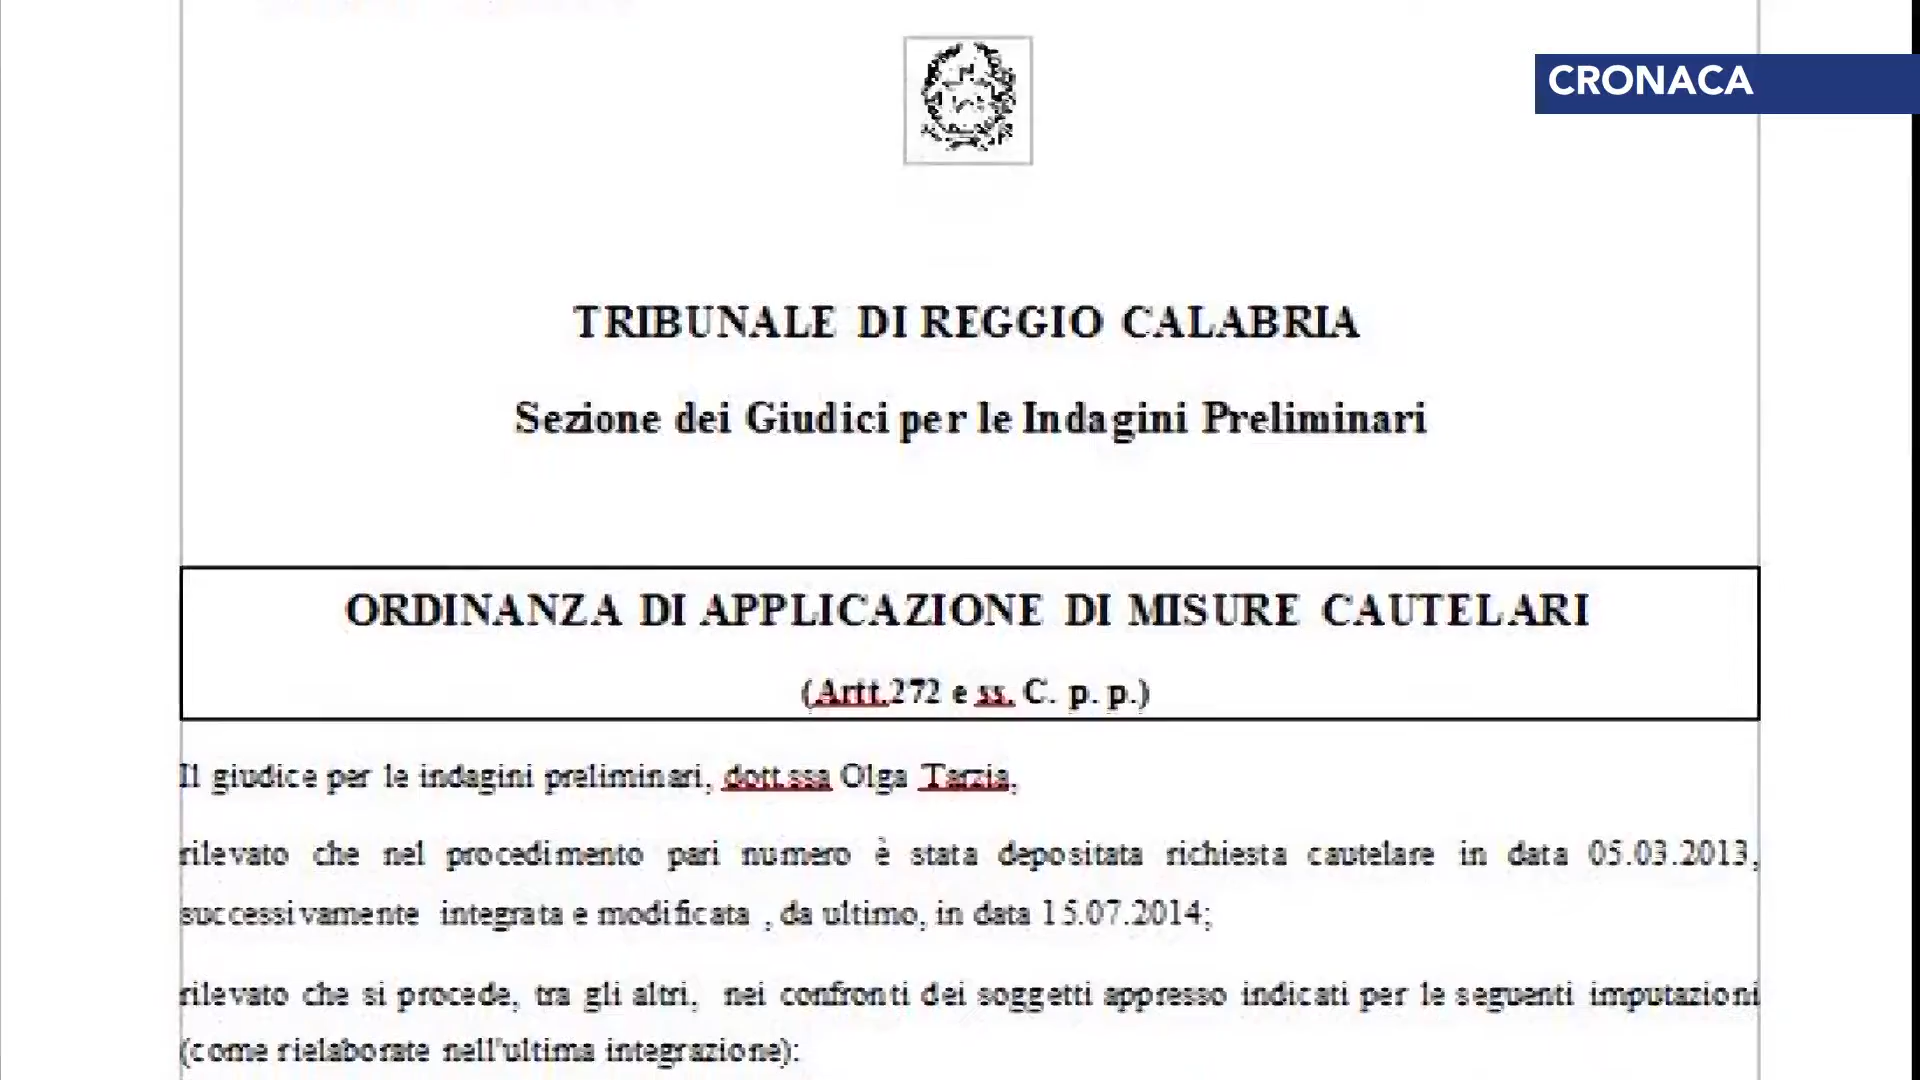 CRONACA
TRIBUNALE DI REGGIO CALABRIA
Sezione dei Giudici per le Indagini Preliminari
ORDINANZA DI APPLICAZIONE DI MISURE CAUTELARI
(Artt.272 e ss. C. p. p.)
Il giudice per le indagini preliminari, dott.ssa Olga Tarzia,
rilevato che nel procedimento pari numero è stata depositata richiesta cautelare in data 05.03.2013,
successivamente integrata e modificata , da ultimo, in data 15.07.2014;
rilevato che si procede, tra gli altri, nei confronti dei soggetti appresso indicati per le seguenti imputazioni
(come rielaborate nell'ultima integrazione):